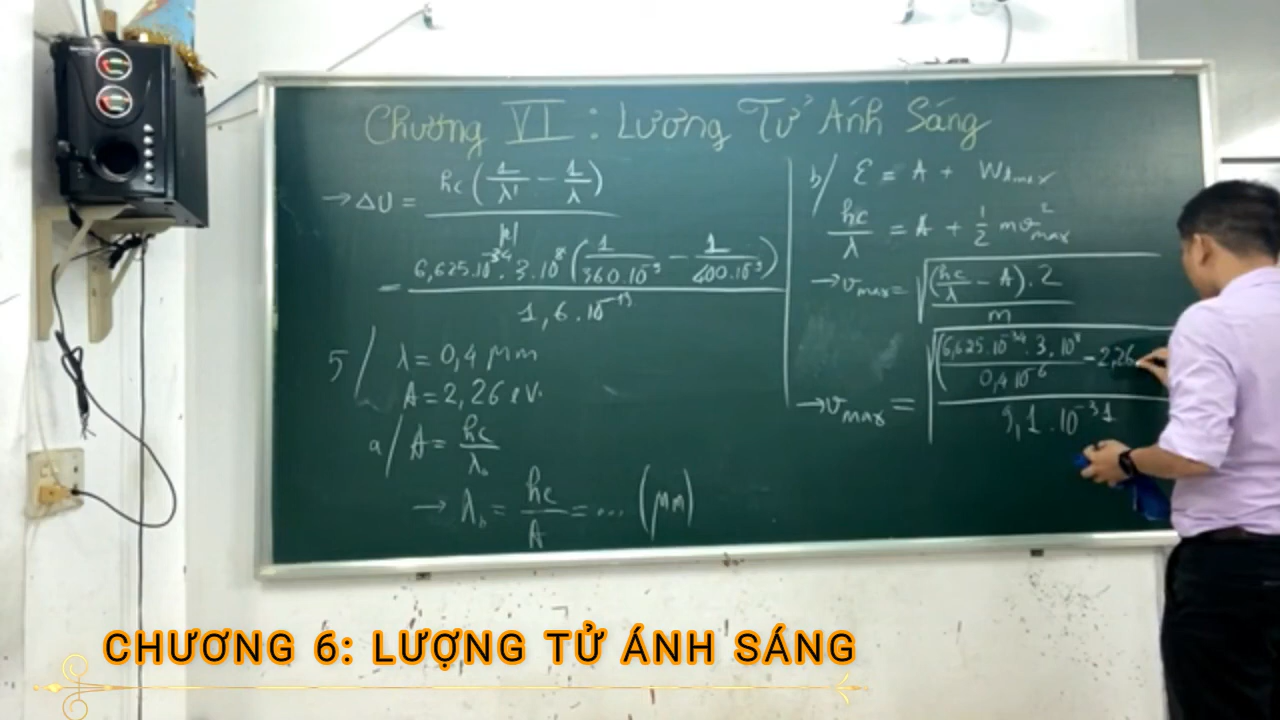 Chương VI : Lương Tử Ánh Sáng
→ ΔU = hc (1/λ' − 1/λ) / |e|
= 6,625.10⁻³⁴.3.10⁸ (1/360.10⁻⁹ − 1/400.10⁻⁹) / 1,6.10⁻¹⁹
5/ λ = 0,4 μm
A = 2,26 eV.
a/ A = hc/λ₀
→ λ₀ = hc/A = ... (μm)
b/ ε = A + Wđmax
hc/λ = A + 1/2 mv²max
→ vmax = √((hc/λ − A).2 / m)
→ vmax = √((6,625.10⁻³⁴.3.10⁸ / 0,4.10⁻⁶ − 2,26 / 9,1.10⁻³¹
CHƯƠNG 6: LƯỢNG TỬ ÁNH SÁNG